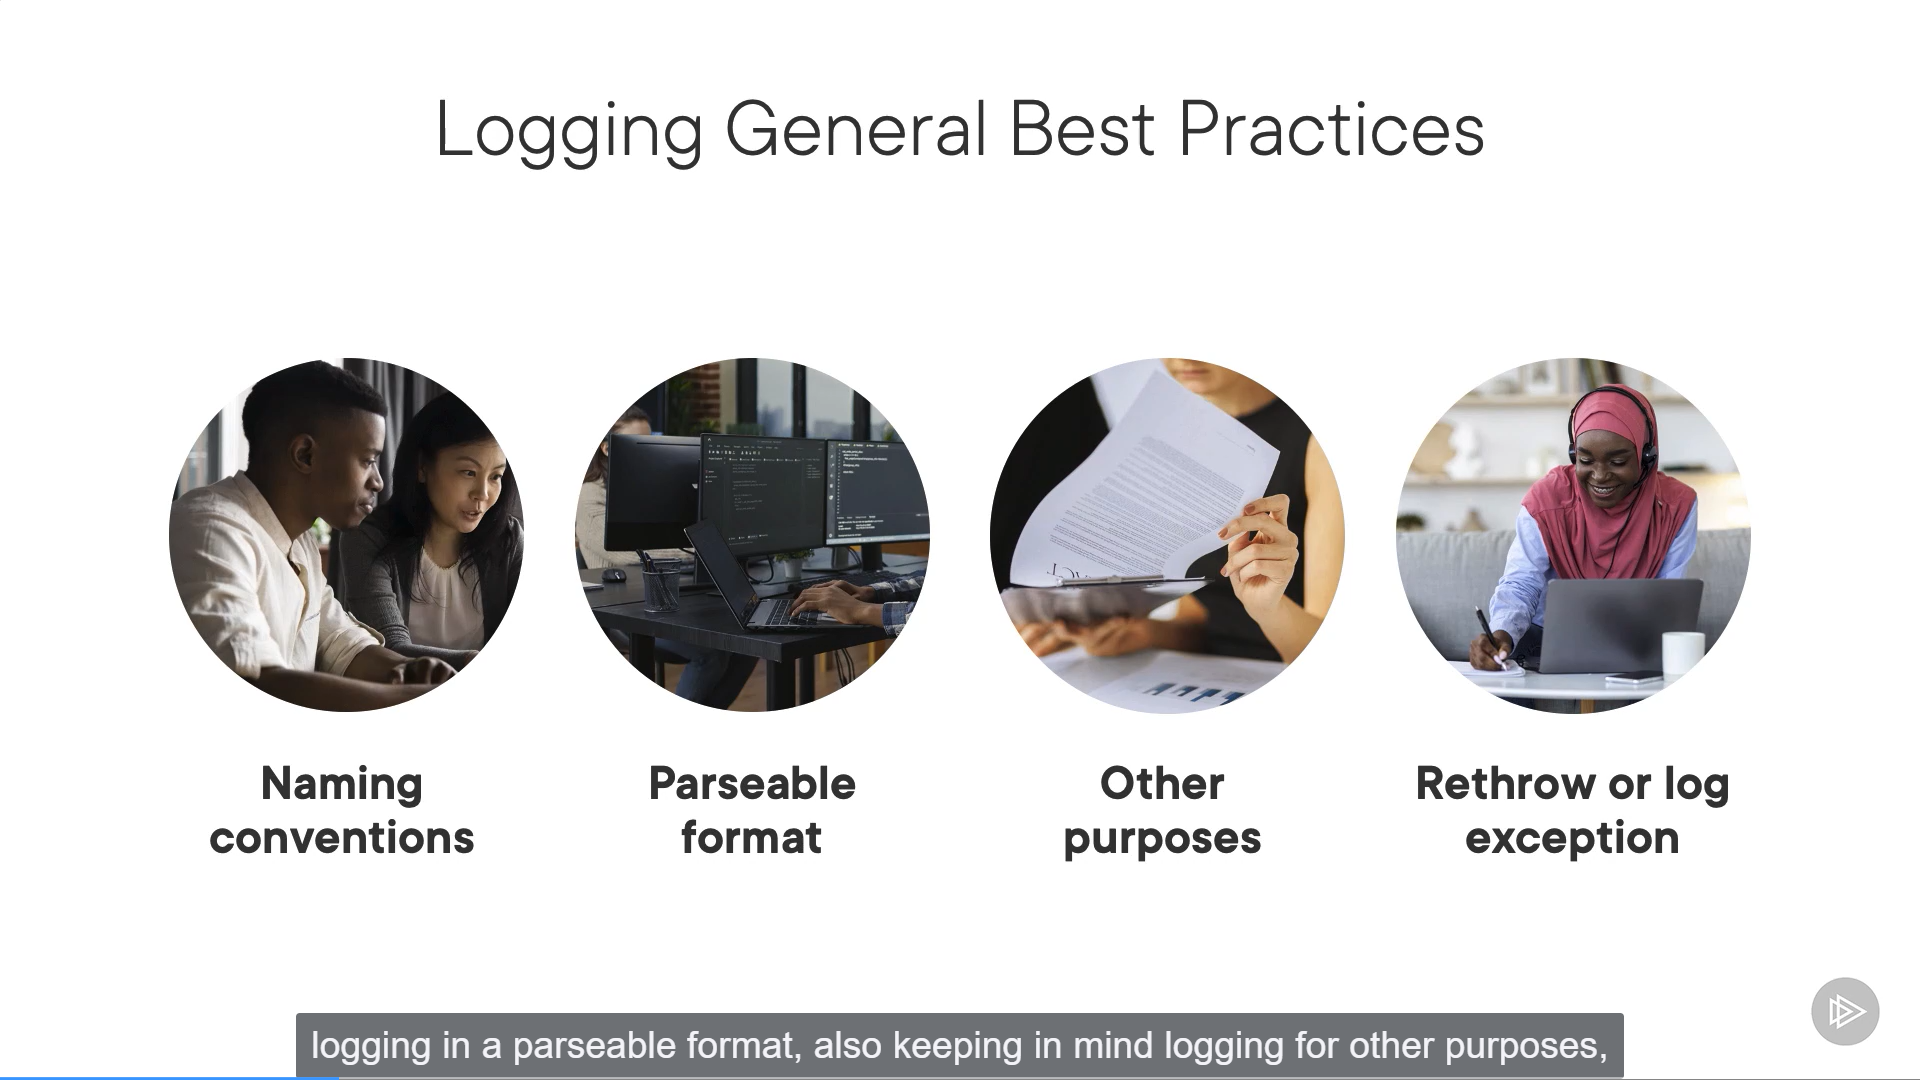 Logging General Best Practices
Naming
conventions
Parseable
format
Other
purposes
Rethrow or log
exception
logging in a parseable format, also keeping in mind logging for other purposes,